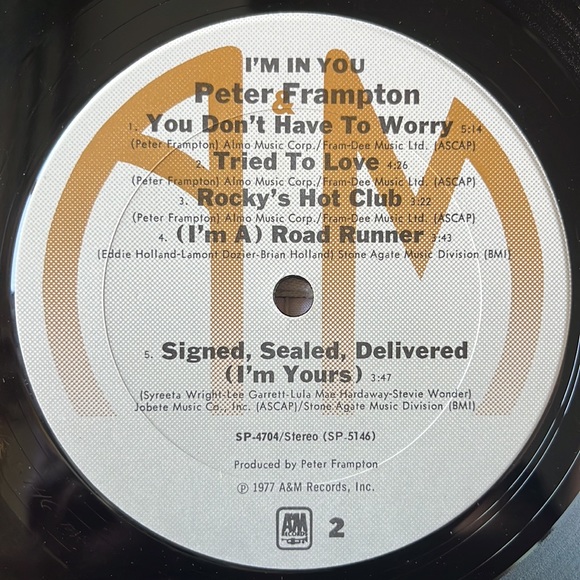 I'M IN YOU
Peter Frampton
&
1. You Don't Have To Worry 5:14
(Peter Frampton) Almo Music Corp./Fram-Dee Music Ltd. (ASCAP)
2. Tried To Love 4:26
(Peter Frampton) Almo Music Corp./Fram-Dee Music Ltd. (ASCAP)
3. Rocky's Hot Club 3:22
(Peter Frampton) Almo Music Corp./Fram-Dee Music Ltd. (ASCAP)
4. (I'm A) Road Runner 3:43
(Eddie Holland-Lamont Dozier-Brian Holland) Stone Agate Music Division (BMI)
AM
5. Signed, Sealed, Delivered
(I'm Yours) 3:47
(Syreeta Wright-Lee Garrett-Lula Mae Hardaway-Stevie Wonder)
Jobete Music Co., Inc. (ASCAP)/Stone Agate Music Division (BMI)
SP-4704/Stereo (SP-5146)
Produced by Peter Frampton
℗ 1977 A&M Records, Inc.
A&M
RECORDS
2